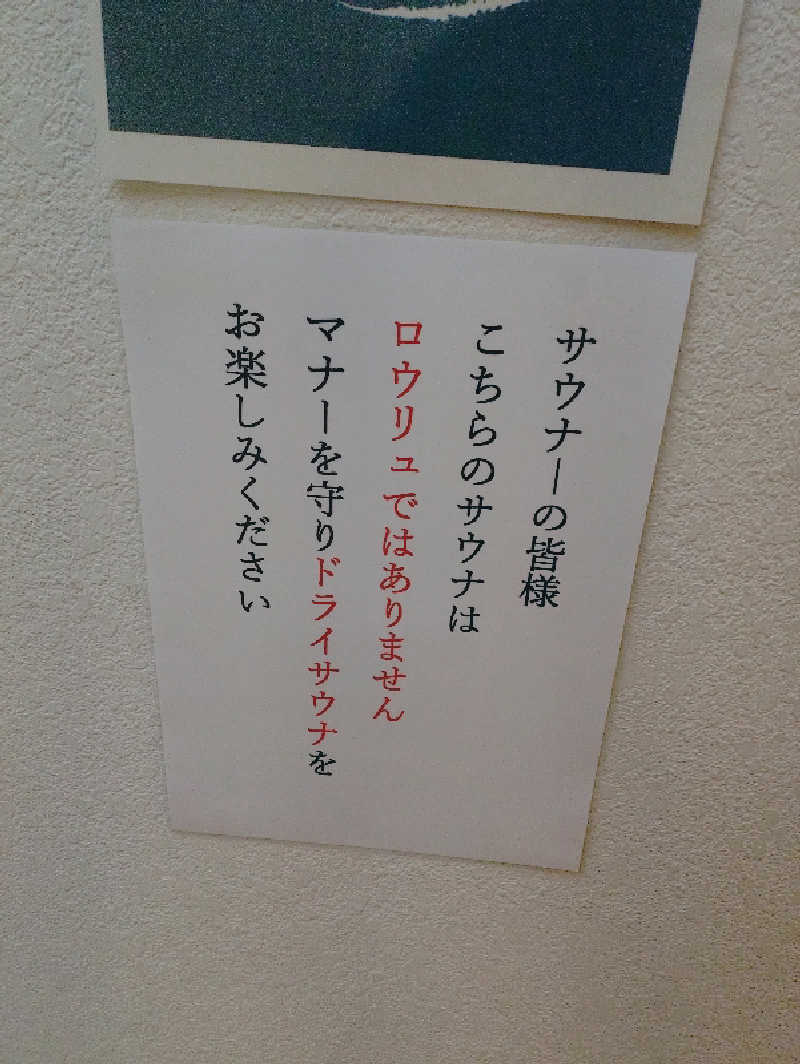 サウナーの皆様
こちらのサウナは
ロウリュではありません
マナーを守りドライサウナを
お楽しみください